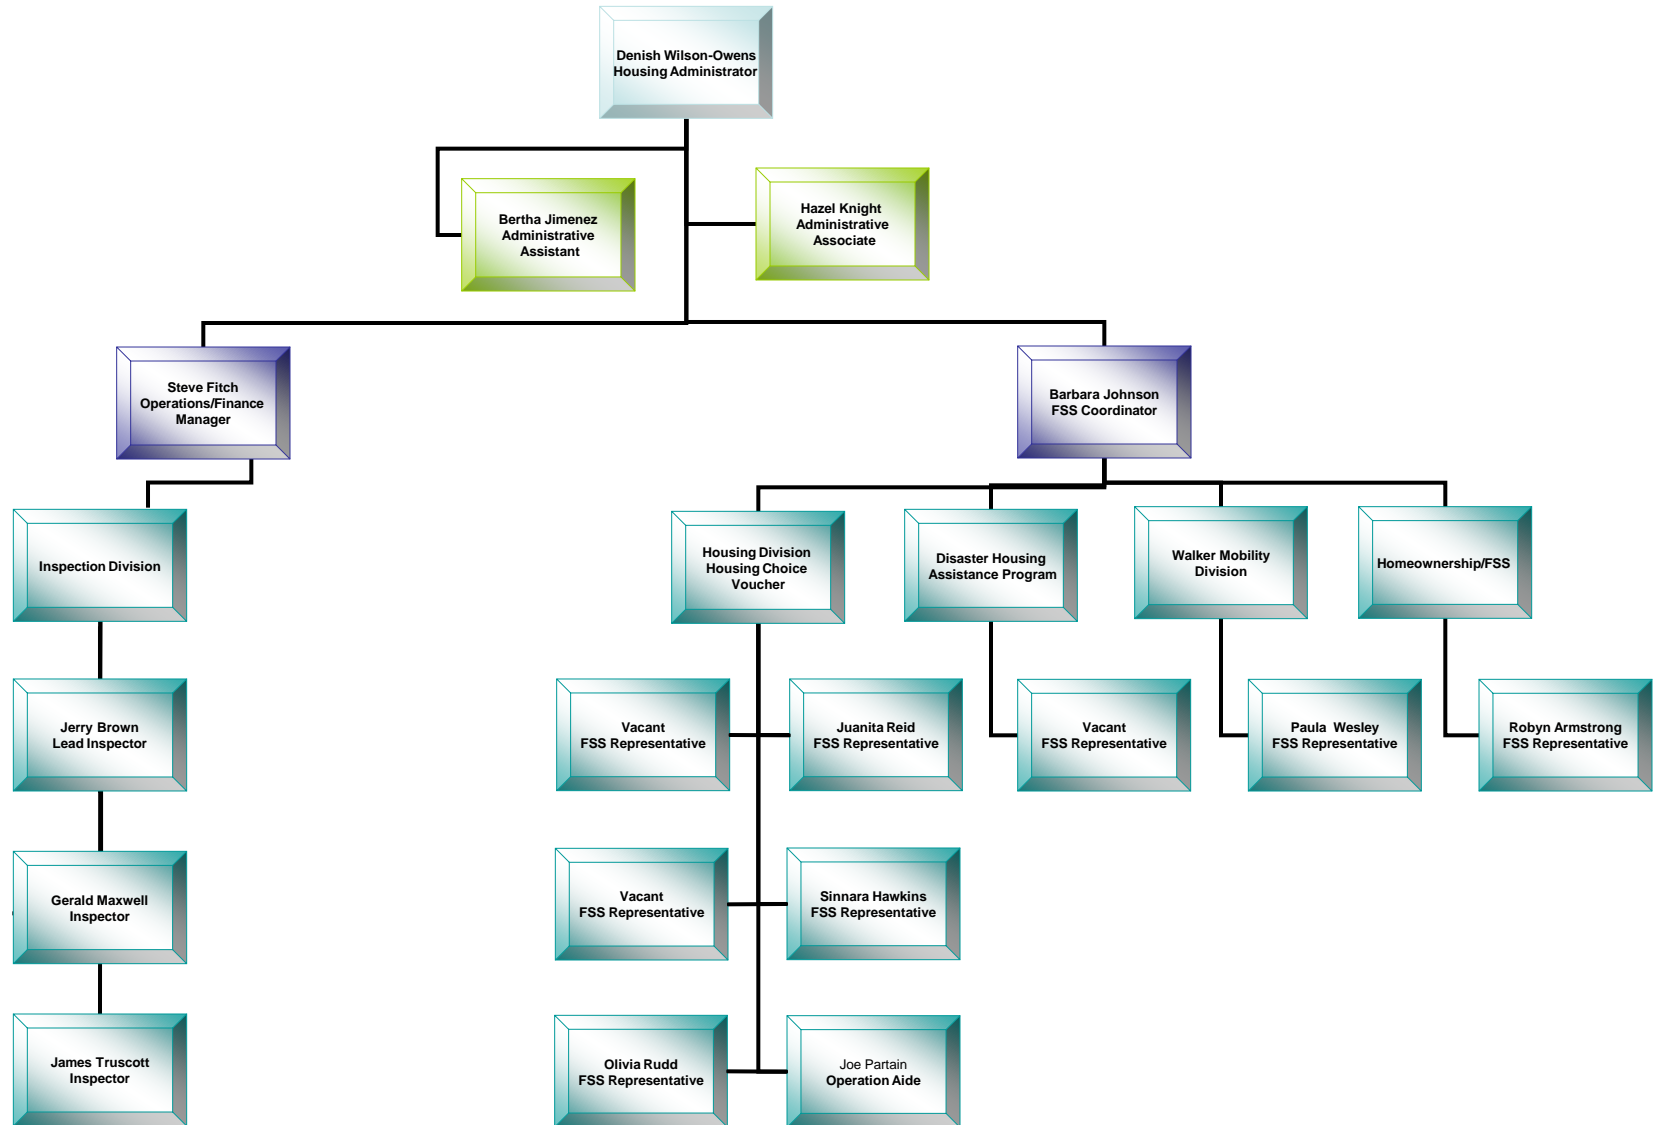 Denish Wilson-Owens
Housing Administrator
Bertha Jimenez
Administrative
Assistant
Hazel Knight
Administrative
Associate
Steve Fitch
Operations/Finance
Manager
Barbara Johnson
FSS Coordinator
Inspection Division
Housing Division
Housing Choice
Voucher
Disaster Housing
Assistance Program
Walker Mobility
Division
Homeownership/FSS
Jerry Brown
Lead Inspector
Vacant
FSS Representative
Juanita Reid
FSS Representative
Vacant
FSS Representative
Paula Wesley
FSS Representative
Robyn Armstrong
FSS Representative
Gerald Maxwell
Inspector
Vacant
FSS Representative
Sinnara Hawkins
FSS Representative
James Truscott
Inspector
Olivia Rudd
FSS Representative
Joe Partain
Operation Aide